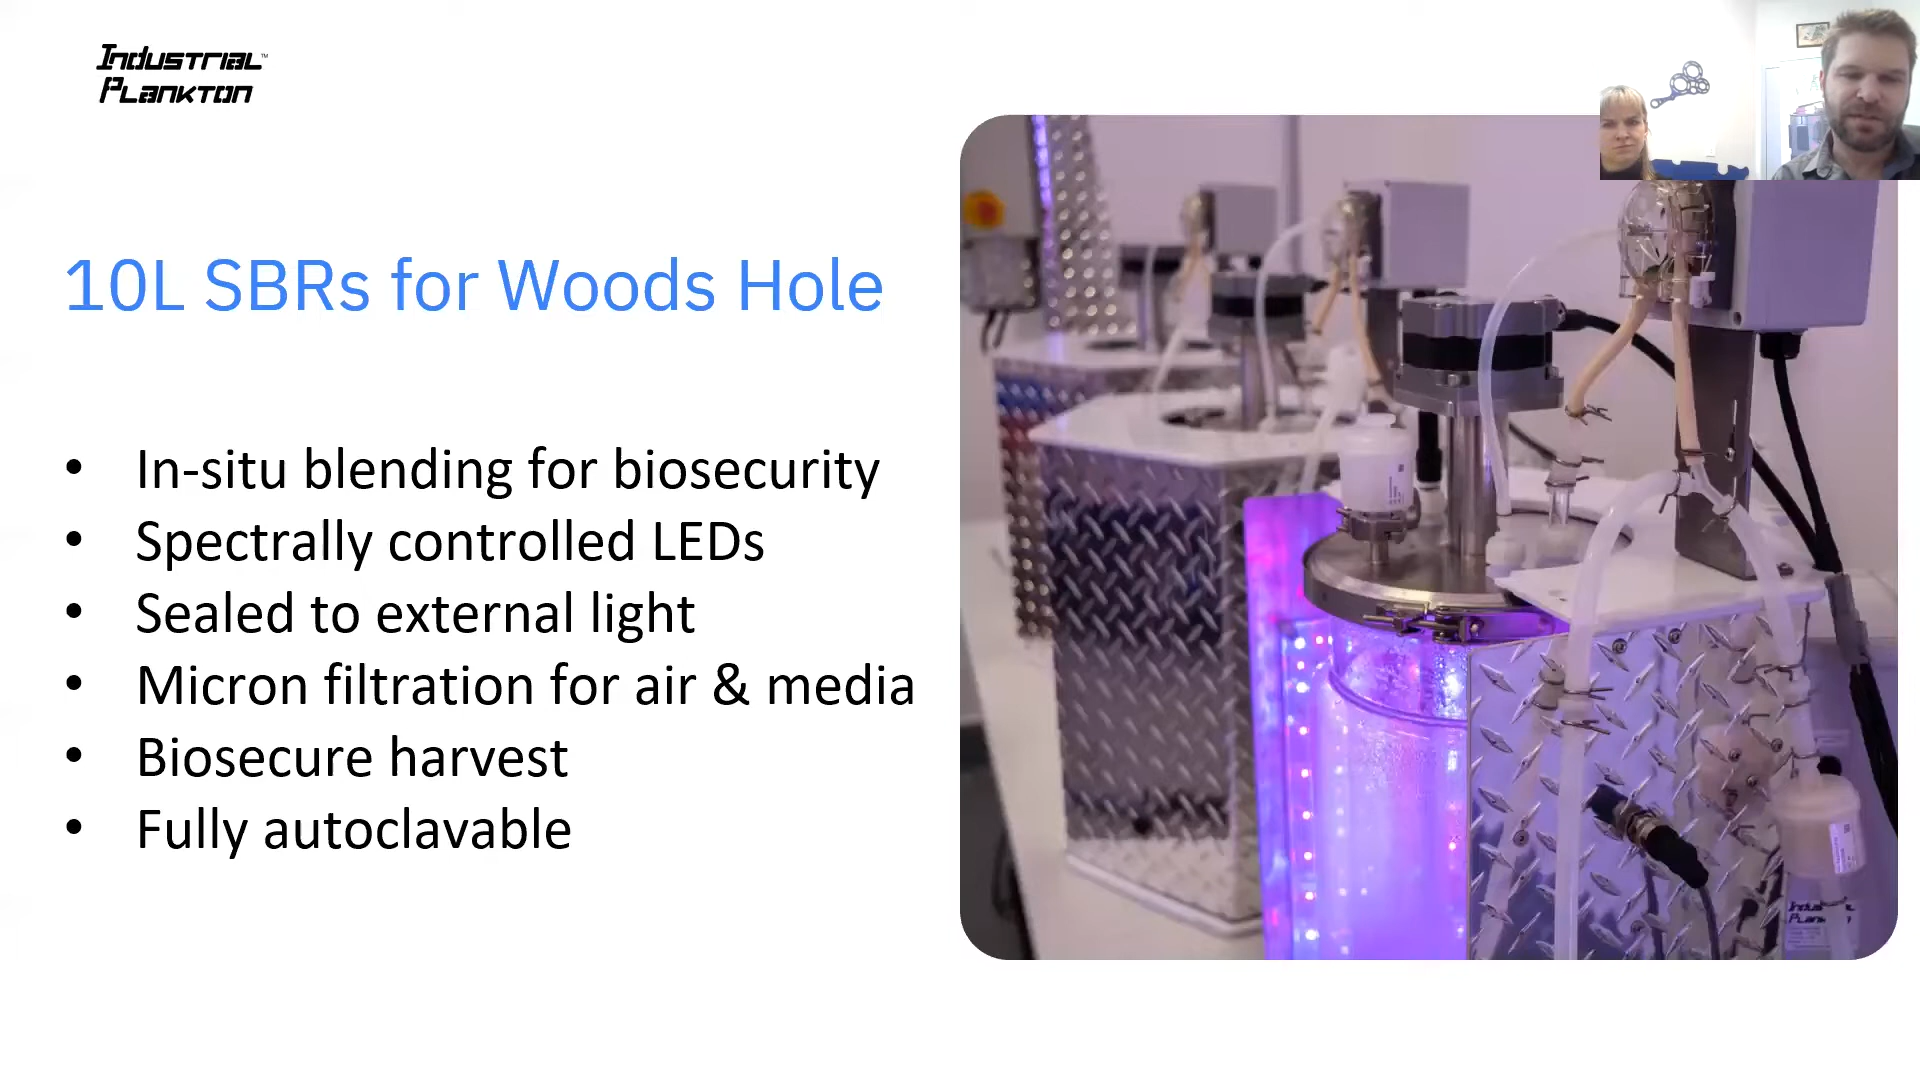 Industrial™
Plankton
10L SBRs for Woods Hole
• In-situ blending for biosecurity
• Spectrally controlled LEDs
• Sealed to external light
• Micron filtration for air & media
• Biosecure harvest
• Fully autoclavable